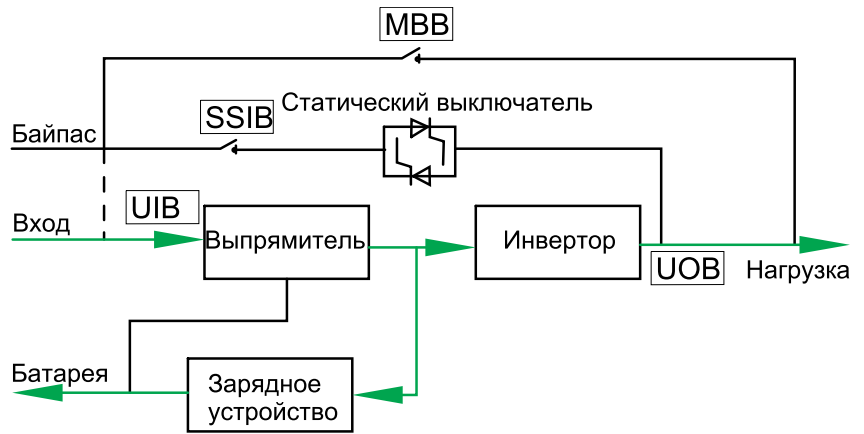 MBB
Статический выключатель
SSIB
Байпас
UIB
Вход
Выпрямитель
Инвертор
UOB
Нагрузка
Батарея
Зарядное
устройство